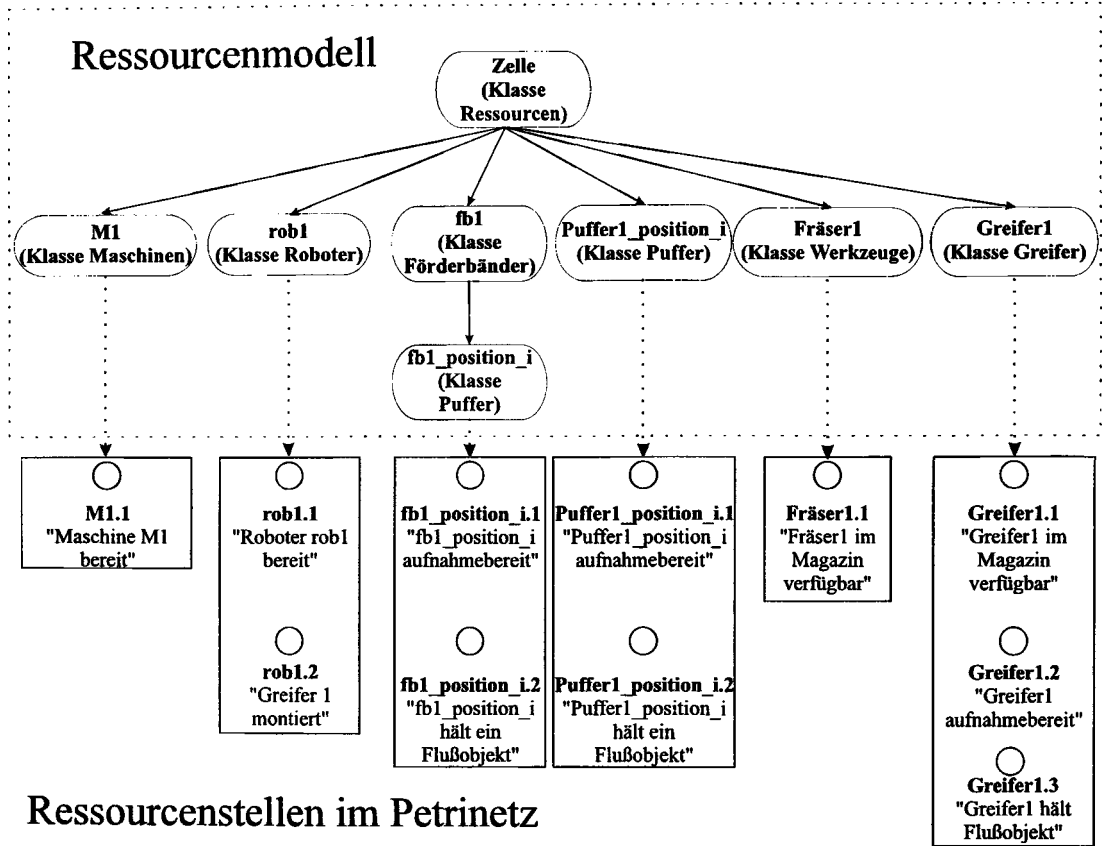 Ressourcenmodell
Zelle
(Klasse
Ressourcen)
M1
(Klasse Maschinen)
rob1
(Klasse Roboter)
fb1
(Klasse
Förderbänder)
Puffer1_position_i
(Klasse Puffer)
Fräser1
(Klasse Werkzeuge)
Greifer1
(Klasse Greifer)
fb1_position_i
(Klasse
Puffer)
M1.1
"Maschine M1
bereit"
rob1.1
"Roboter rob1
bereit"
rob1.2
"Greifer 1
montiert"
fb1_position_i.1
"fb1_position_i
aufnahmebereit"
fb1_position_i.2
"fb1_position_i
hält ein
Flußobjekt"
Puffer1_position_i.1
"Puffer1_position_i
aufnahmebereit"
Puffer1_position_i.2
"Puffer1_position_i
hält ein
Flußobjekt"
Fräser1.1
"Fräser1 im
Magazin
verfügbar"
Greifer1.1
"Greifer1 im
Magazin
verfügbar"
Greifer1.2
"Greifer1
aufnahmebereit"
Greifer1.3
"Greifer1 hält
Flußobjekt"
Ressourcenstellen im Petrinetz